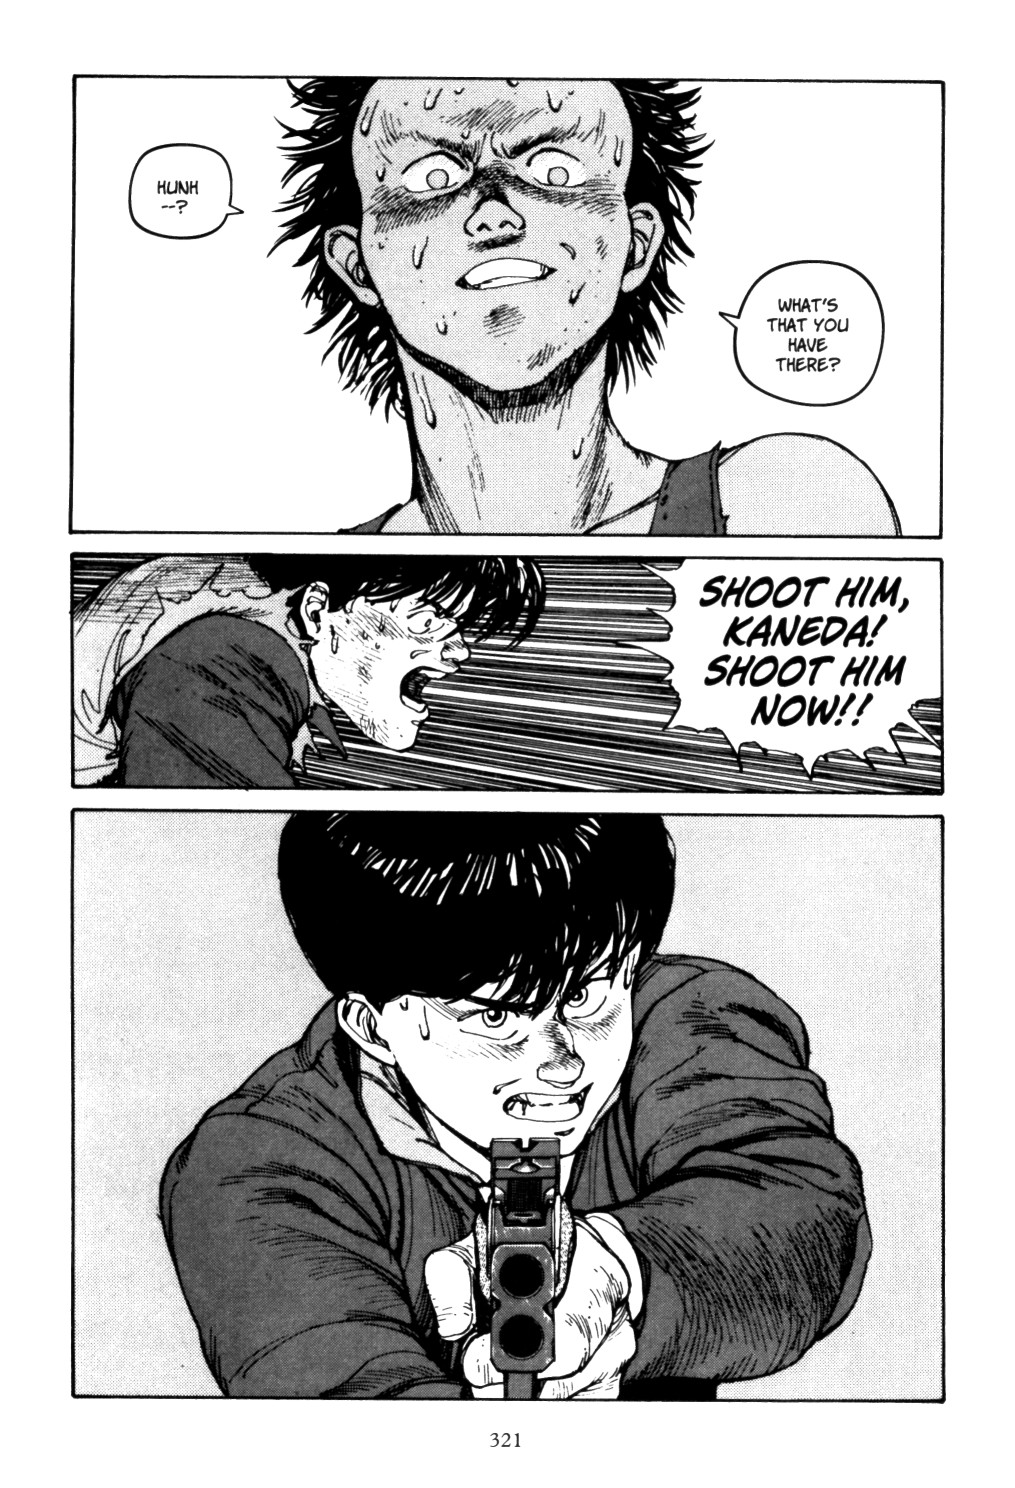 HUNH
--?
WHAT'S
THAT YOU
HAVE
THERE?
SHOOT HIM,
KANEDA!
SHOOT HIM
NOW!!
321